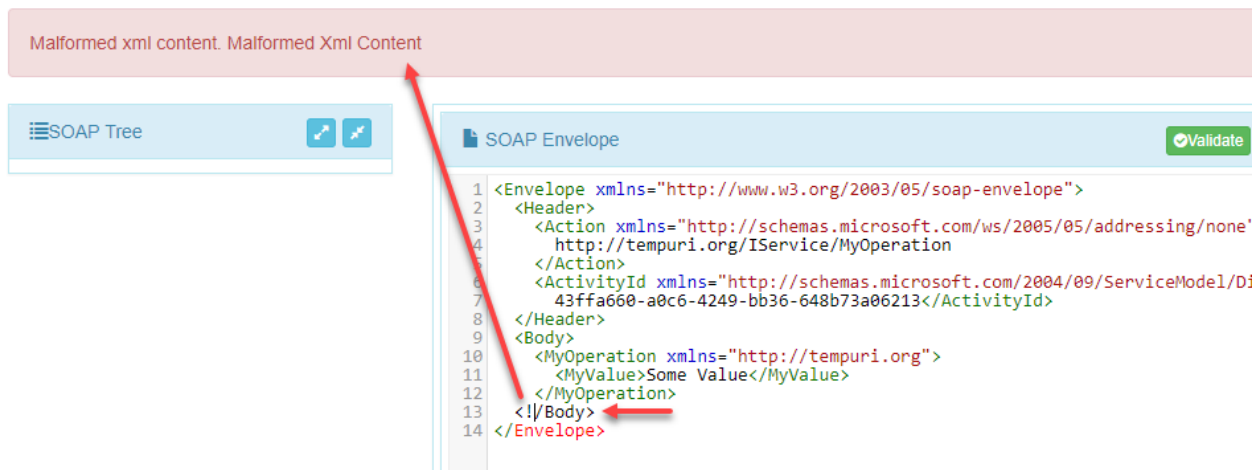 Malformed xml content. Malformed Xml Content
SOAP Tree
SOAP Envelope
Validate
1 <Envelope xmlns="http://www.w3.org/2003/05/soap-envelope">
2 <Header>
3 <Action xmlns="http://schemas.microsoft.com/ws/2005/05/addressing/none"
4 http://tempuri.org/IService/MyOperation
5 </Action>
6 <ActivityId xmlns="http://schemas.microsoft.com/2004/09/ServiceModel/Di
7 43ffa660-a0c6-4249-bb36-648b73a06213</ActivityId>
8 </Header>
9 <Body>
10 <MyOperation xmlns="http://tempuri.org">
11 <MyValue>Some Value</MyValue>
12 </MyOperation>
13 <!/Body>
14 </Envelope>